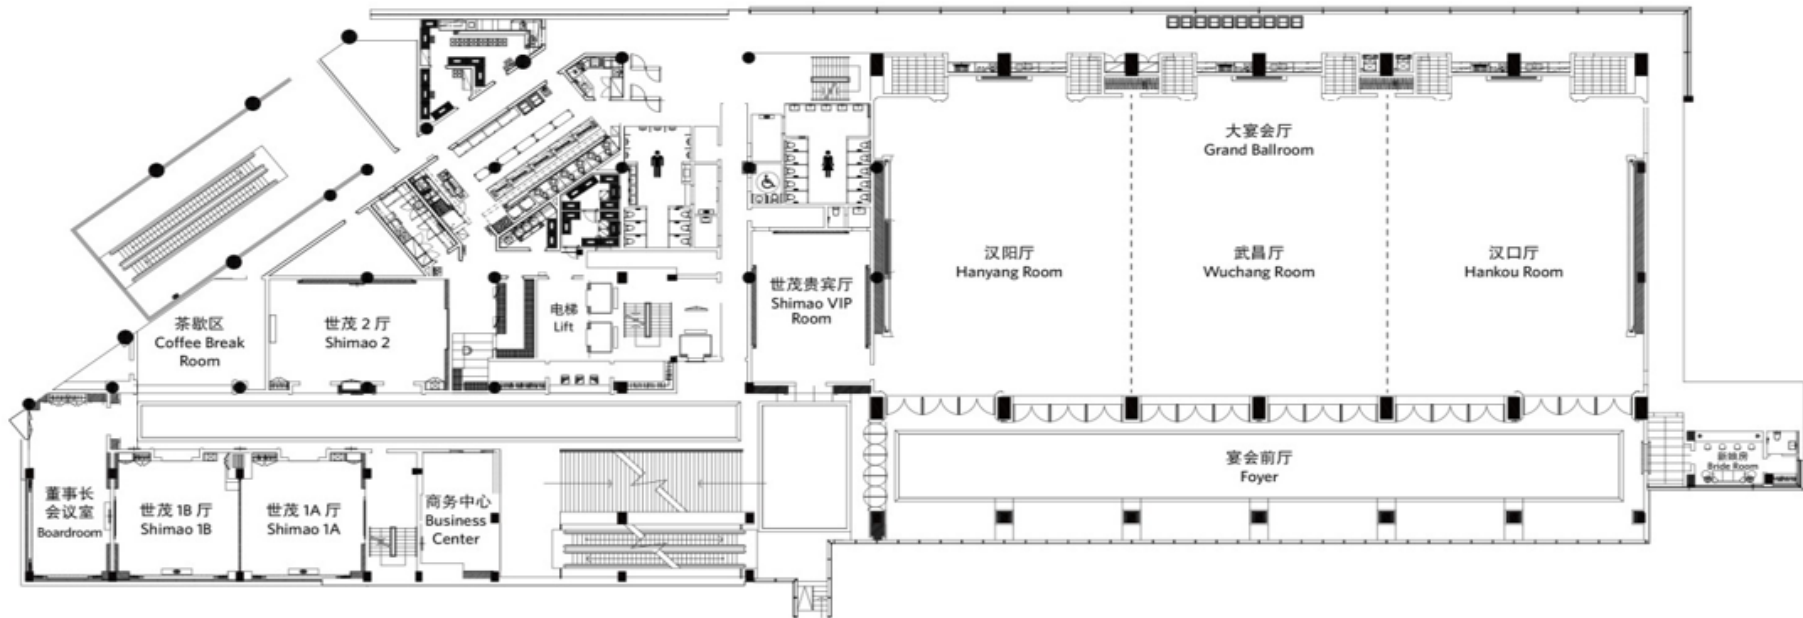 大宴会厅
Grand Ballroom
汉阳厅
Hanyang Room
武昌厅
Wuchang Room
汉口厅
Hankou Room
世茂贵宾厅
Shimao VIP
Room
电梯
Lift
茶歇区
Coffee Break
Room
世茂 2 厅
Shimao 2
宴会前厅
Foyer
新娘房
Bride Room
董事长
会议室
Boardroom
世茂 1B 厅
Shimao 1B
世茂 1A 厅
Shimao 1A
商务中心
Business
Center